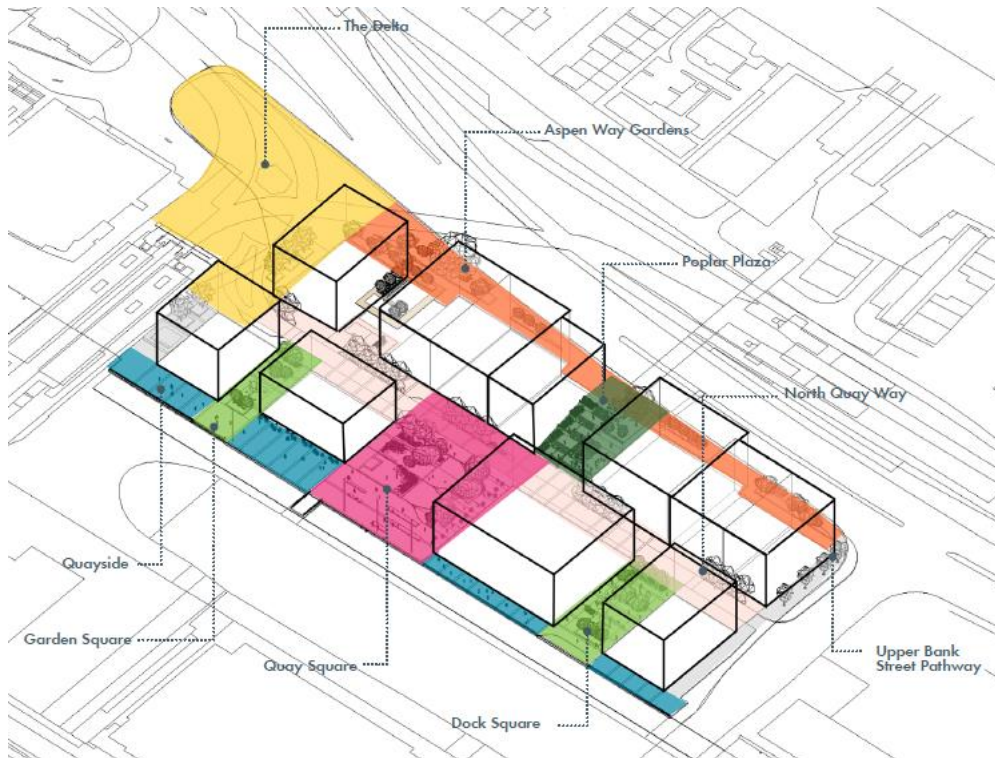 The Delta
Aspen Way Gardens
Poplar Plaza
North Quay Way
Quayside
Garden Square
Quay Square
Upper Bank
Street Pathway
Dock Square